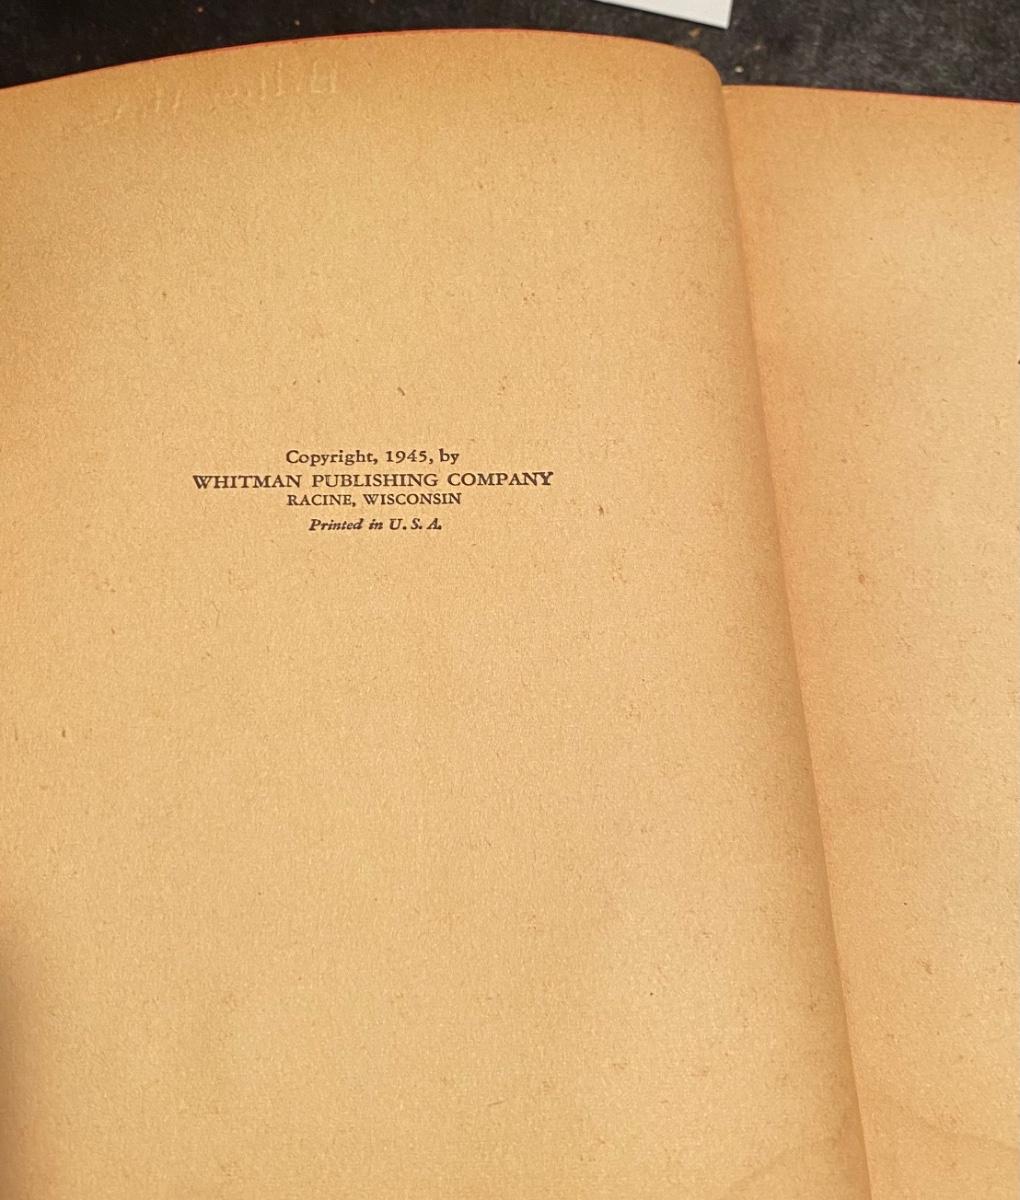 Copyright, 1945, by
WHITMAN PUBLISHING COMPANY
RACINE, WISCONSIN
Printed in U. S. A.